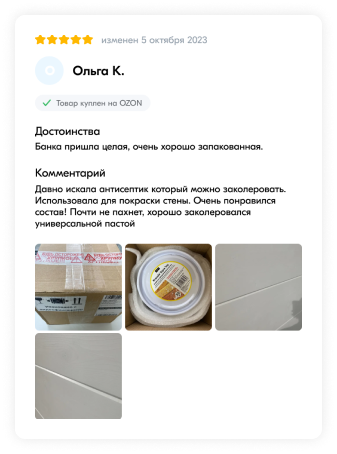 изменен 5 октября 2023
О
Ольга К.
Товар куплен на OZON
Достоинства
Банка пришла целая, очень хорошо запакованная.
Комментарий
Давно искала антисептик который можно заколеровать.
Использовала для покраски стены. Очень понравился
состав! Почти не пахнет, хорошо заколеровался
универсальной пастой